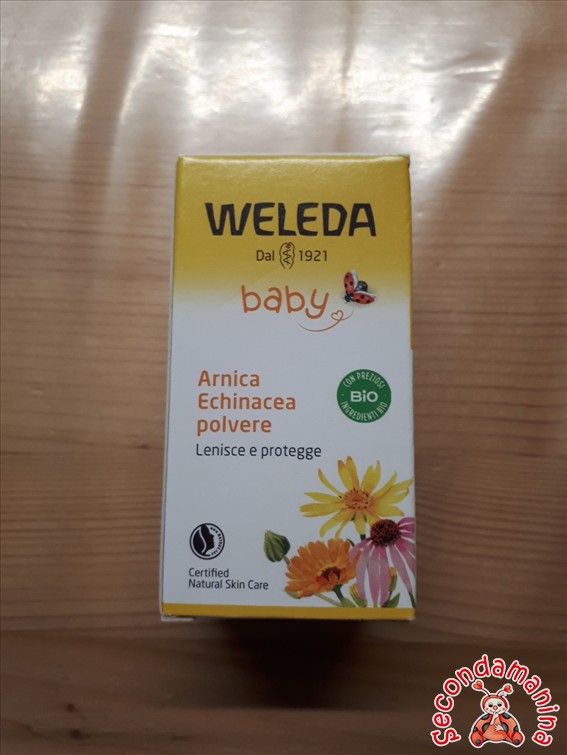 WELEDA
Dal 1921
baby
Arnica
Echinacea
polvere
Lenisce e protegge
CON PREZIOSI
BIO
INGREDIENTI BIO
Certified
Natural Skin Care
Secondamanina